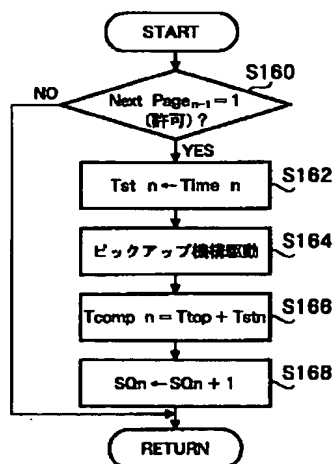 START
S160
NO
Next Pageₙ₋₁ = 1
(許可) ?
YES
Tst n ← Time n
S162
ピックアップ機構駆動
S164
Tcomp n = Ttop + Tstn
S166
SQn ← SQn + 1
S168
RETURN